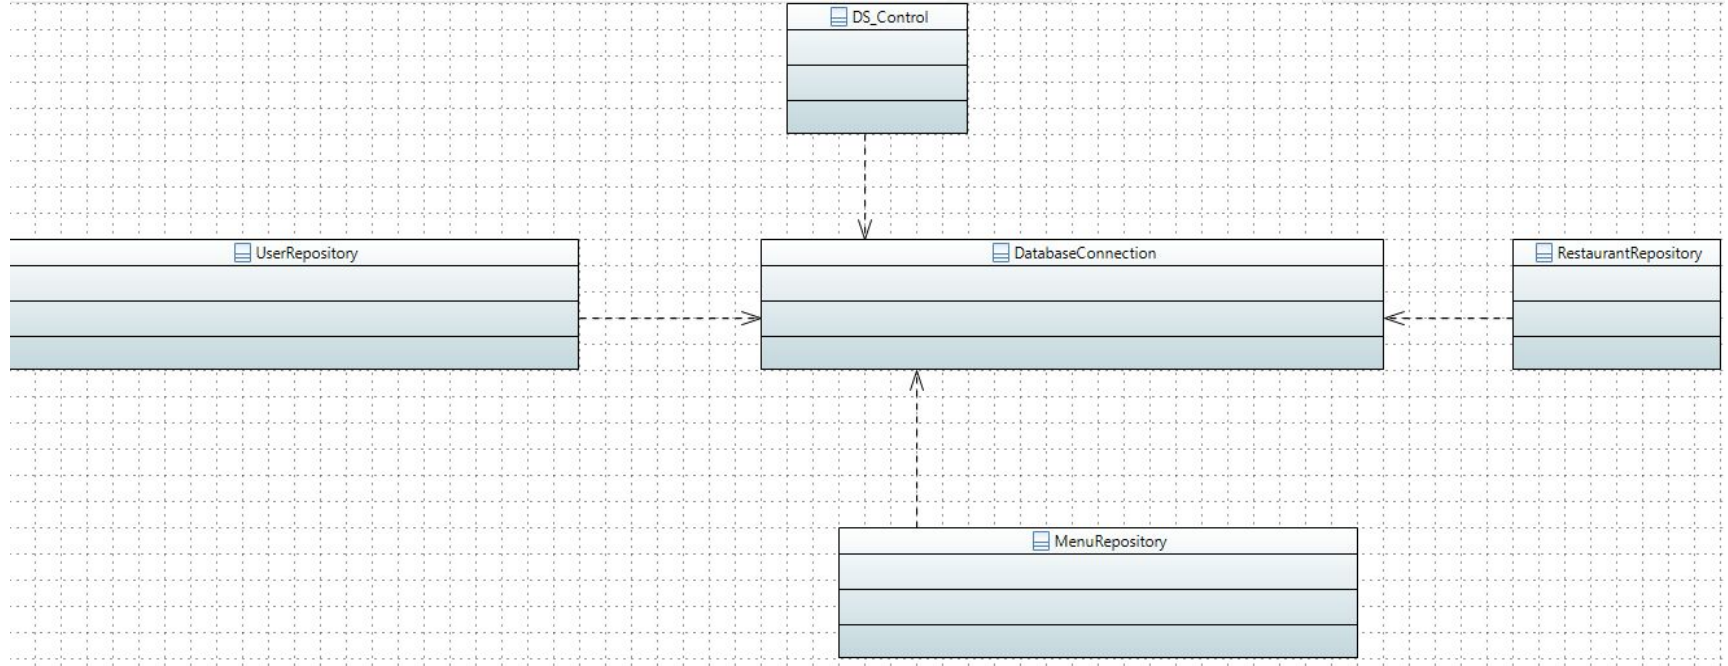 DS_Control
UserRepository
DatabaseConnection
RestaurantRepository
MenuRepository